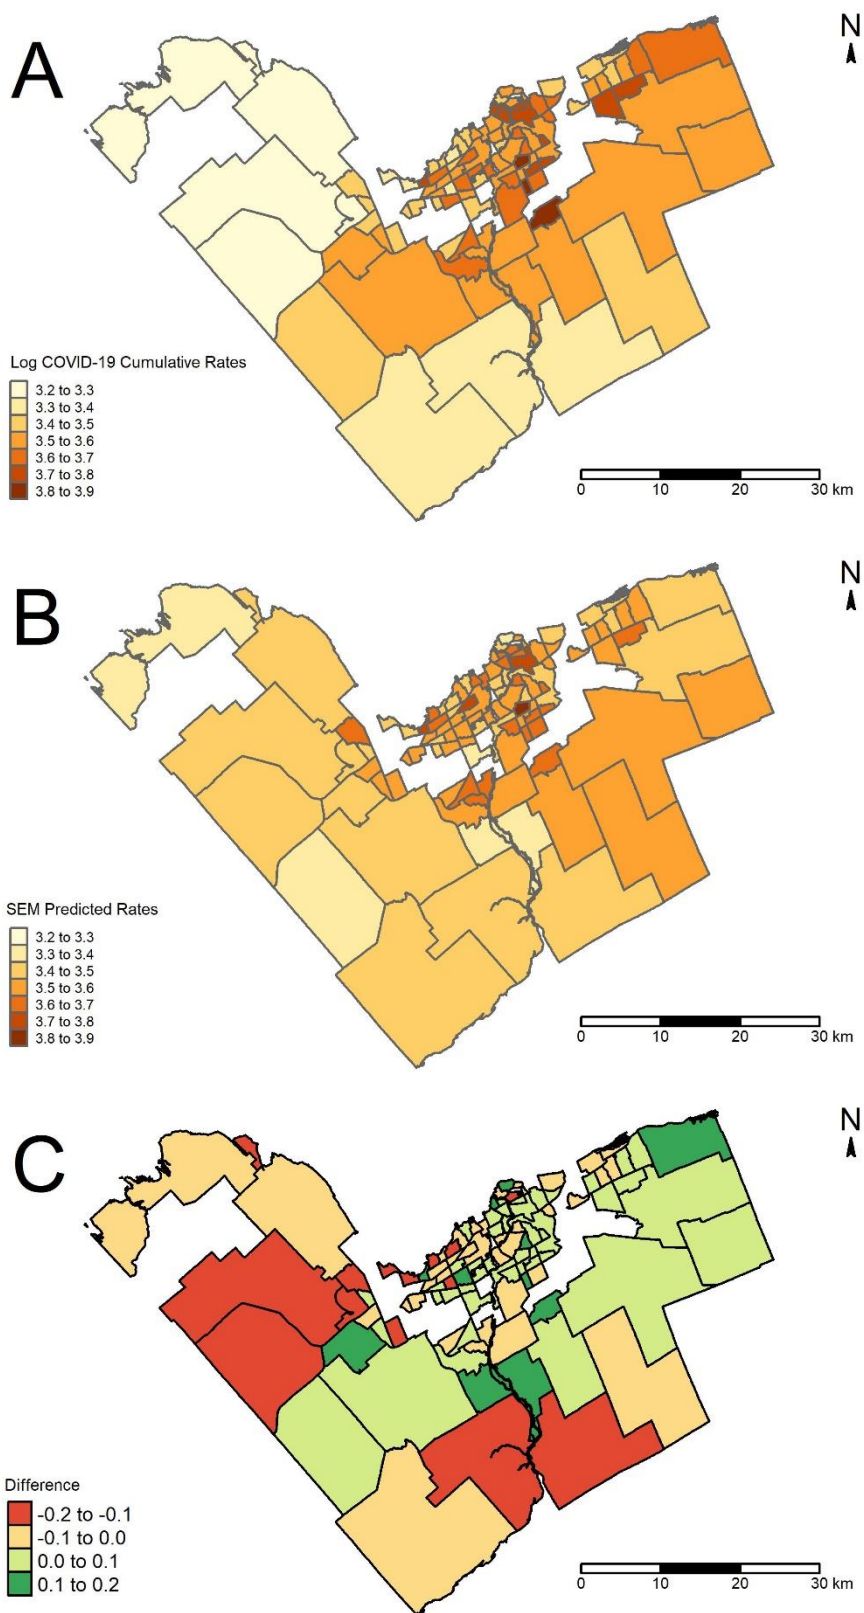 A
N
Log COVID-19 Cumulative Rates
3.2 to 3.3
3.3 to 3.4
3.4 to 3.5
3.5 to 3.6
3.6 to 3.7
3.7 to 3.8
3.8 to 3.9
0 10 20 30 km
B
N
SEM Predicted Rates
3.2 to 3.3
3.3 to 3.4
3.4 to 3.5
3.5 to 3.6
3.6 to 3.7
3.7 to 3.8
3.8 to 3.9
0 10 20 30 km
C
N
Difference
-0.2 to -0.1
-0.1 to 0.0
0.0 to 0.1
0.1 to 0.2
0 10 20 30 km